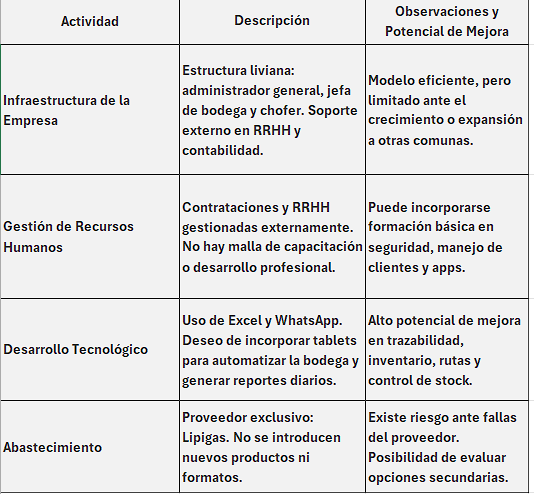 Actividad
Descripción
Observaciones y
Potencial de Mejora
Infraestructura de la
Empresa
Estructura liviana:
administrador general, jefa
de bodega y chofer. Soporte
externo en RRHH y
contabilidad.
Modelo eficiente, pero
limitado ante el
crecimiento o expansión
a otras comunas.
Gestión de Recursos
Humanos
Contrataciones y RRHH
gestionadas externamente.
No hay malla de capacitación
o desarrollo profesional.
Puede incorporarse
formación básica en
seguridad, manejo de
clientes y apps.
Desarrollo Tecnológico
Uso de Excel y WhatsApp.
Deseo de incorporar tablets
para automatizar la bodega y
generar reportes diarios.
Alto potencial de mejora
en trazabilidad,
inventario, rutas y
control de stock.
Abastecimiento
Proveedor exclusivo:
Lipigas. No se introducen
nuevos productos ni
formatos.
Existe riesgo ante fallas
del proveedor.
Posibilidad de evaluar
opciones secundarias.